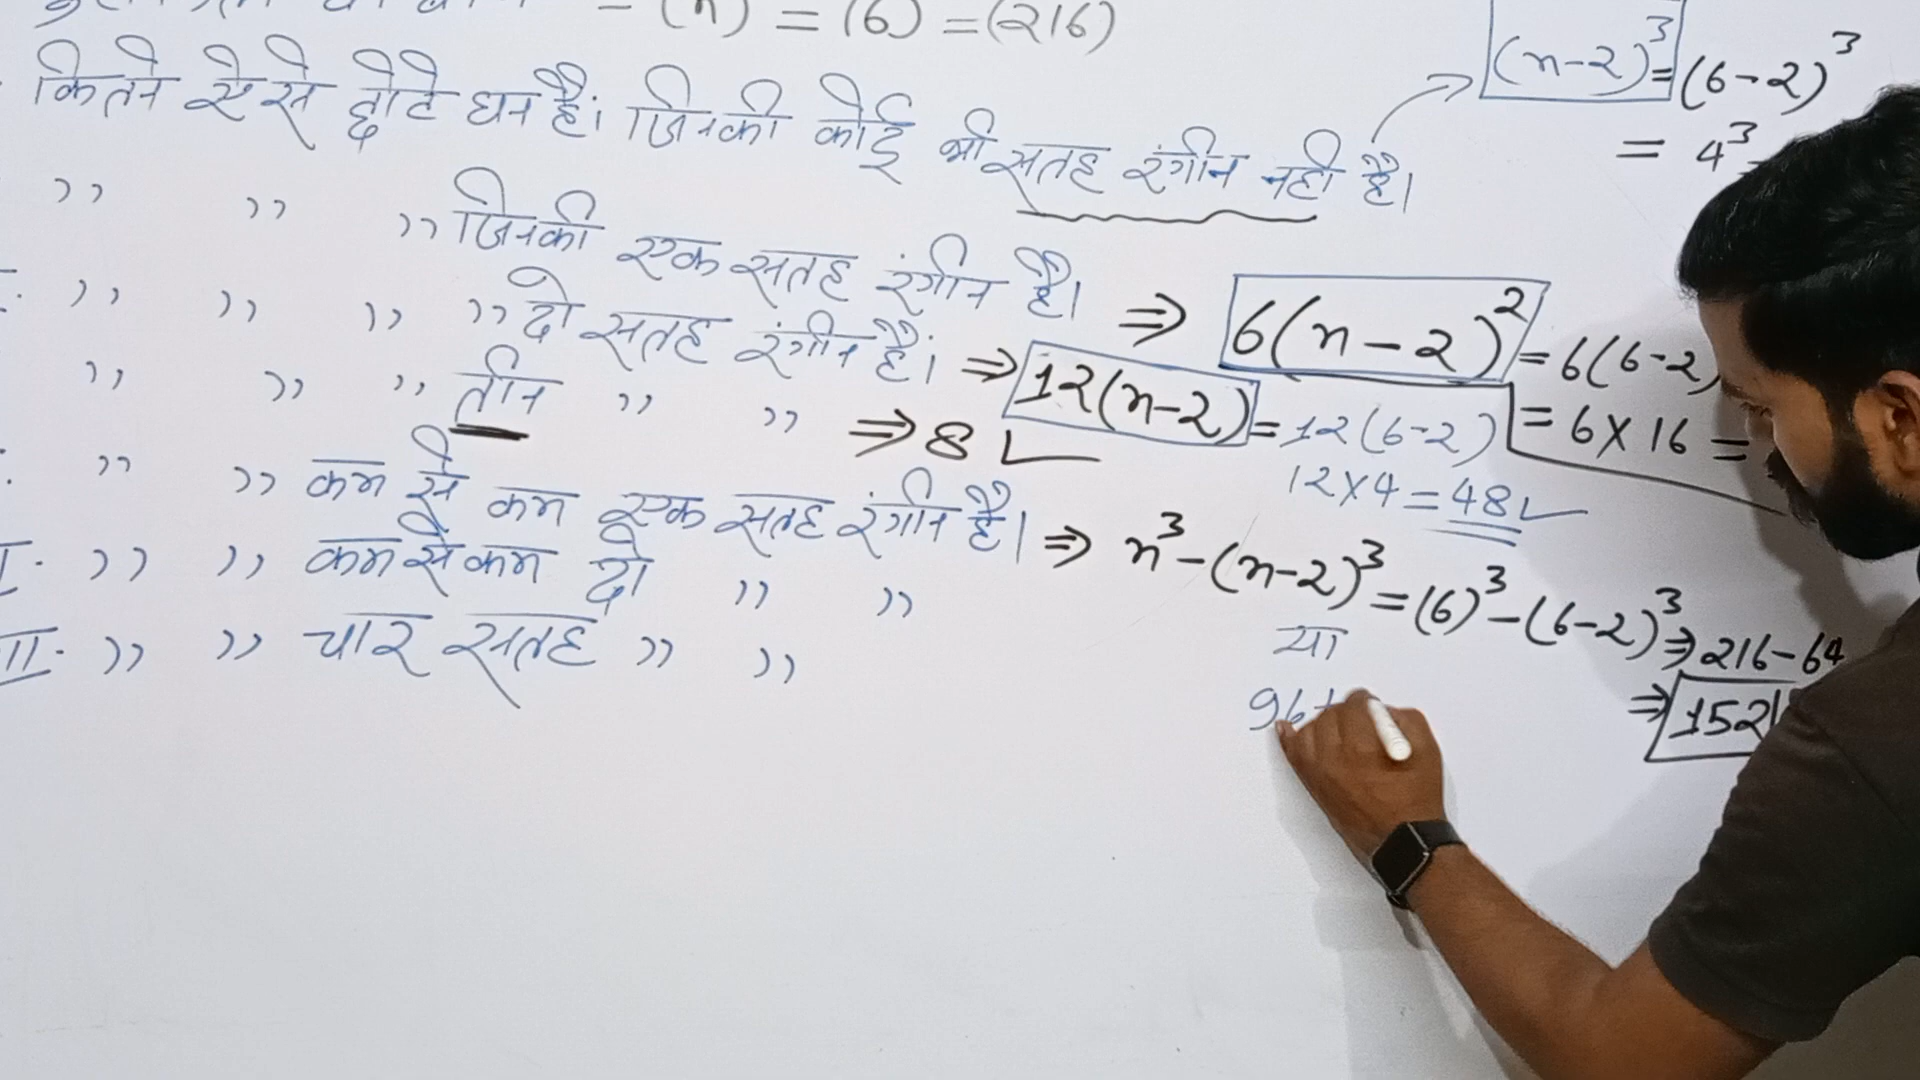 = (n) = (6) = (216)
कितने ऐसे छोटे घन हैं। जिनकी कोई भी सतह रंगीन नही है।
(n-2)³ = (6-2)³
= 4³
,, ,, ,, जिनकी एक सतह रंगीन है। ⇒ 6(n-2)² = 6(6-2)
= 6×16 =
,, ,, ,, ,, दो सतह रंगीन हैं। ⇒ 12(n-2) = 12(6-2)
12×4 = 48 ✓
,, ,, ,, तीन ,, ,, ⇒ 8 ✓
,, ,, कम से कम एक सतह रंगीन है। ⇒ n³-(n-2)³ = (6)³-(6-2)³ ⇒ 216-64
⇒ 152
या
96+
,, ,, कम से कम दो ,, ,,
,, ,, चार सतह ,, ,,